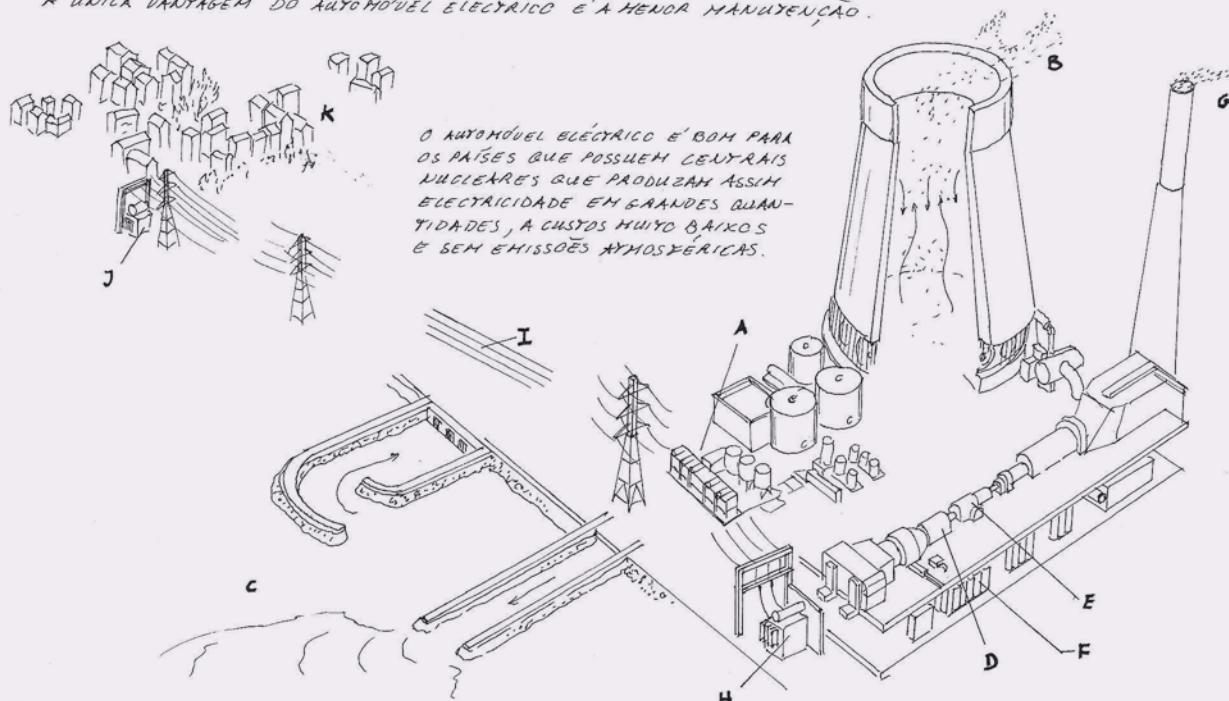 A ÚNICA VANTAGEM DO AUTOMÓVEL ELÉCTRICO É A MENOR MANUTENÇÃO.
B
G
K
O AUTOMÓVEL ELÉCTRICO É BOM PARA
OS PAÍSES QUE POSSUEM CENTRAIS
NUCLEARES QUE PRODUZAM ASSIM
ELECTRICIDADE EM GRANDES QUAN-
TIDADES, A CUSTOS MUITO BAIXOS
E SEM EMISSÕES ATMOSFÉRICAS.
J
I
A
C
C
C
C
C
C
E
F
D
H